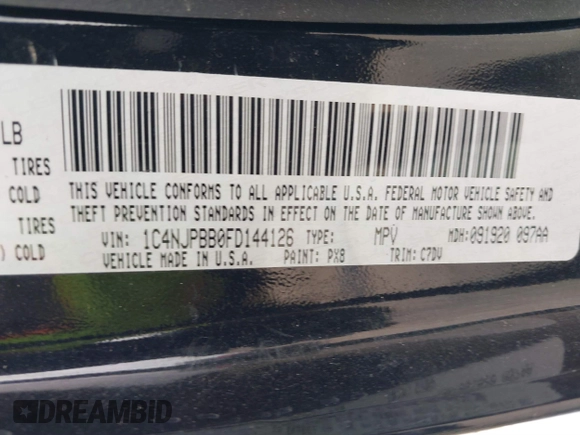 LB
TIRES
COLD
TIRES
) COLD
THIS VEHICLE CONFORMS TO ALL APPLICABLE U.S.A. FEDERAL MOTOR VEHICLE SAFETY AND
THEFT PREVENTION STANDARDS IN EFFECT ON THE DATE OF MANUFACTURE SHOWN ABOVE.
VIN: 1C4NJPBB0FD144126 TYPE: MPV MDH: 091920 097AA
VEHICLE MADE IN U.S.A. PAINT: PX8 TRIM: C7DV
DREAMBID